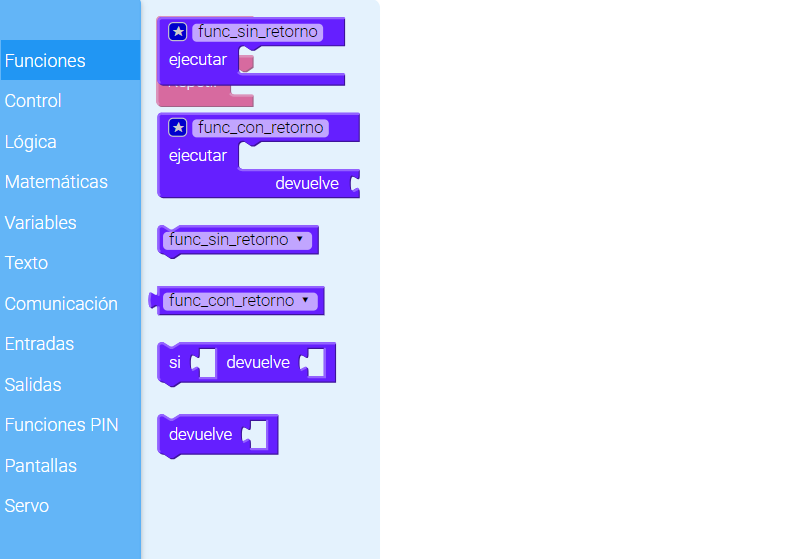 Funciones
Control
Lógica
Matemáticas
Variables
Texto
Comunicación
Entradas
Salidas
Funciones PIN
Pantallas
Servo
func_sin_retorno
ejecutar
func_con_retorno
ejecutar
devuelve
func_sin_retorno
func_con_retorno
si devuelve
devuelve